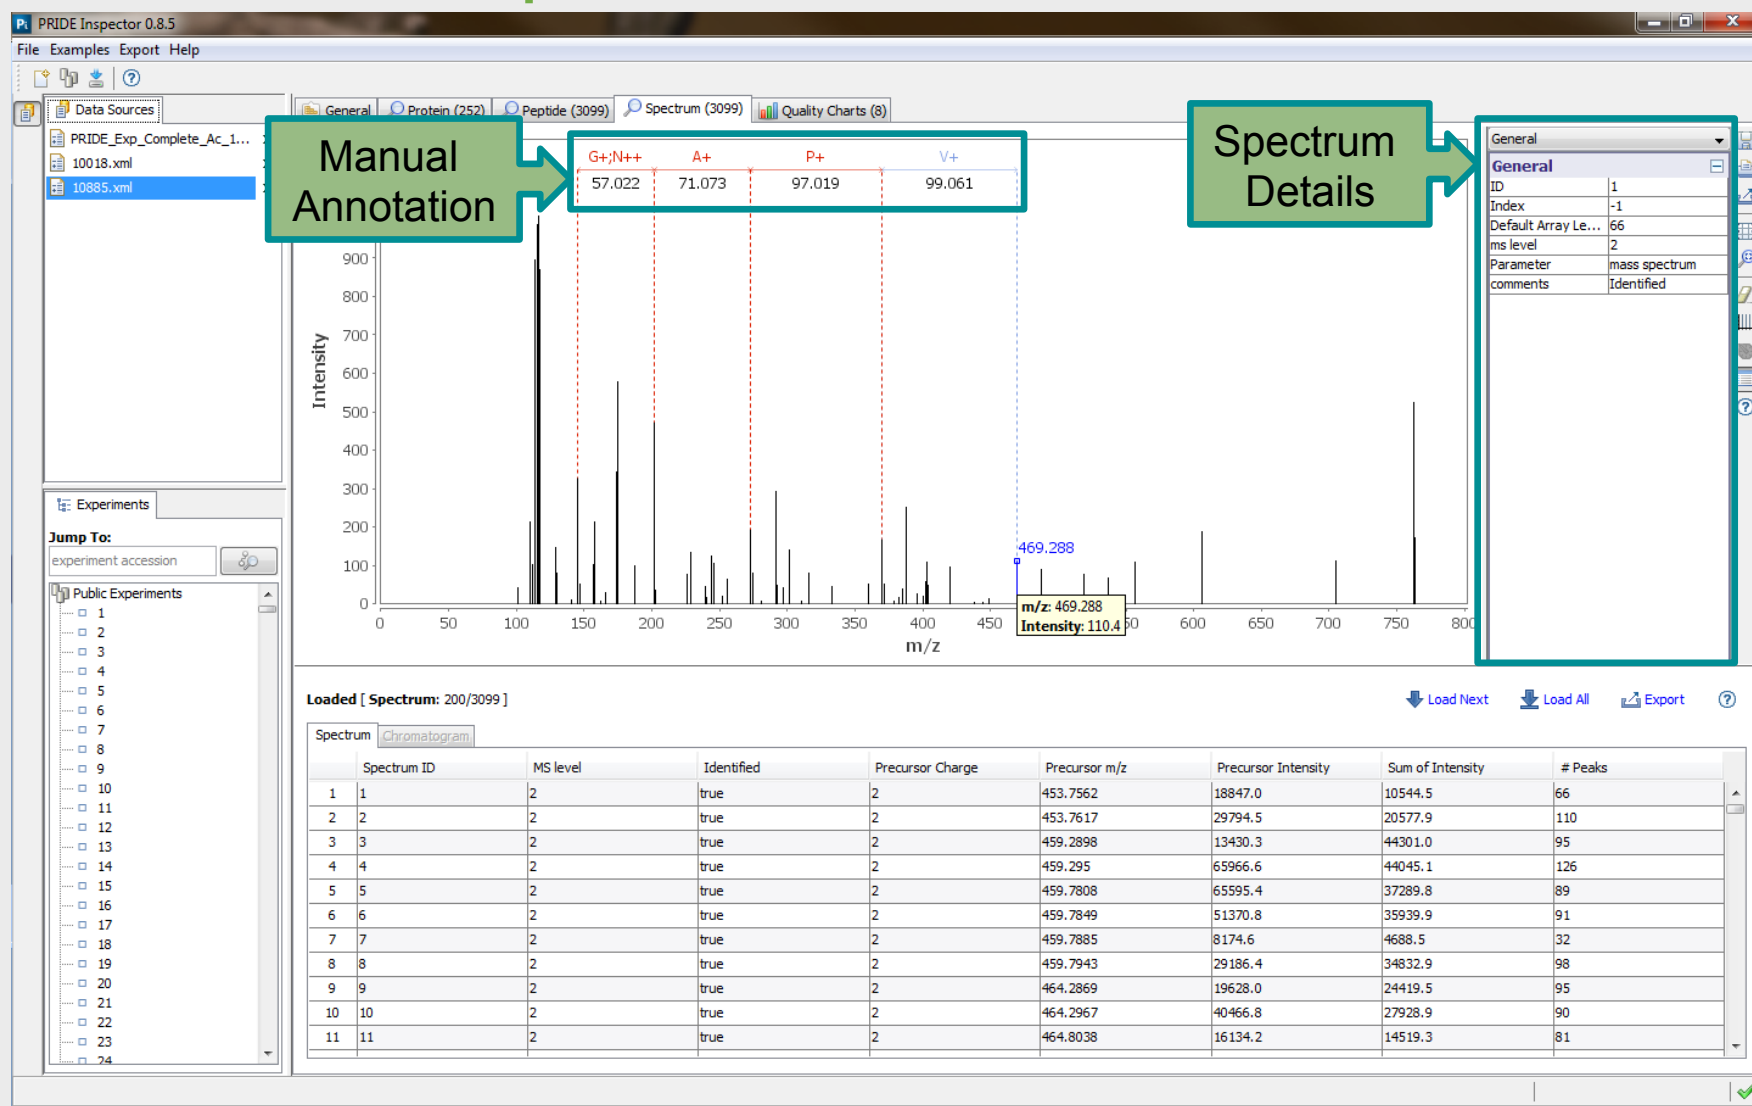 PRIDE Inspector 0.8.5
File Examples Export Help
Data Sources
PRIDE_Exp_Complete_Ac_1...
10018.xml
10885.xml
General Protein (252) Peptide (3099) Spectrum (3099) Quality Charts (8)
Manual
Annotation
G+;N++ A+ P+ V+
57.022 71.073 97.019 99.061
Spectrum
Details
General
General
ID 1
Index -1
Default Array Le... 66
ms level 2
Parameter mass spectrum
comments Identified
Intensity
900
800
700
600
500
400
300
200
100
0
469.288
m/z: 469.288
Intensity: 110.4
0 50 100 150 200 250 300 350 400 450 600 650 700 750 800
m/z
Experiments
Jump To:
experiment accession
Public Experiments
1
2
3
4
5
6
7
8
9
10
11
12
13
14
15
16
17
18
19
20
21
22
23
24
Loaded [ Spectrum: 200/3099 ]
Load Next Load All Export
Spectrum Chromatogram
Spectrum ID MS level Identified Precursor Charge Precursor m/z Precursor Intensity Sum of Intensity # Peaks
1 1 2 true 2 453.7562 18847.0 10544.5 66
2 2 2 true 2 453.7617 29794.5 20577.9 110
3 3 2 true 2 459.2898 13430.3 44301.0 95
4 4 2 true 2 459.295 65966.6 44045.1 126
5 5 2 true 2 459.7808 65595.4 37289.8 89
6 6 2 true 2 459.7849 51370.8 35939.9 91
7 7 2 true 2 459.7885 8174.6 4688.5 32
8 8 2 true 2 459.7943 29186.4 34832.9 98
9 9 2 true 2 464.2869 19628.0 24419.5 95
10 10 2 true 2 464.2967 40466.8 27928.9 90
11 11 2 true 2 464.8038 16134.2 14519.3 81